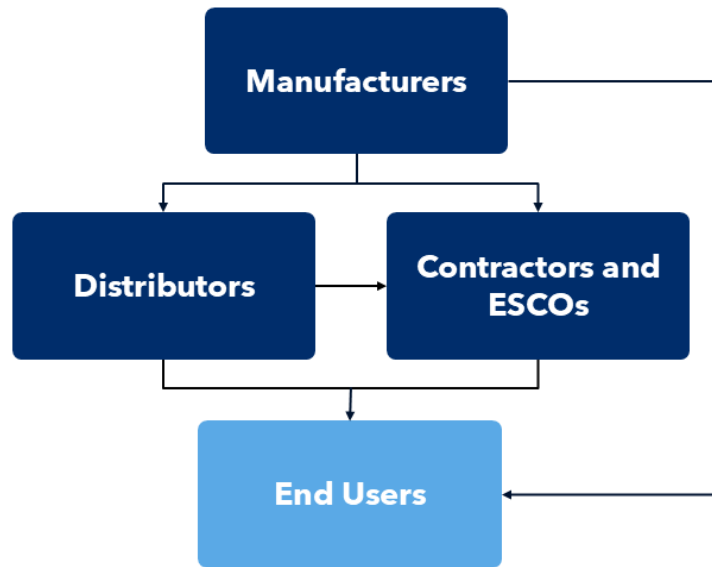 Manufacturers
Distributors
Contractors and
ESCOs
End Users